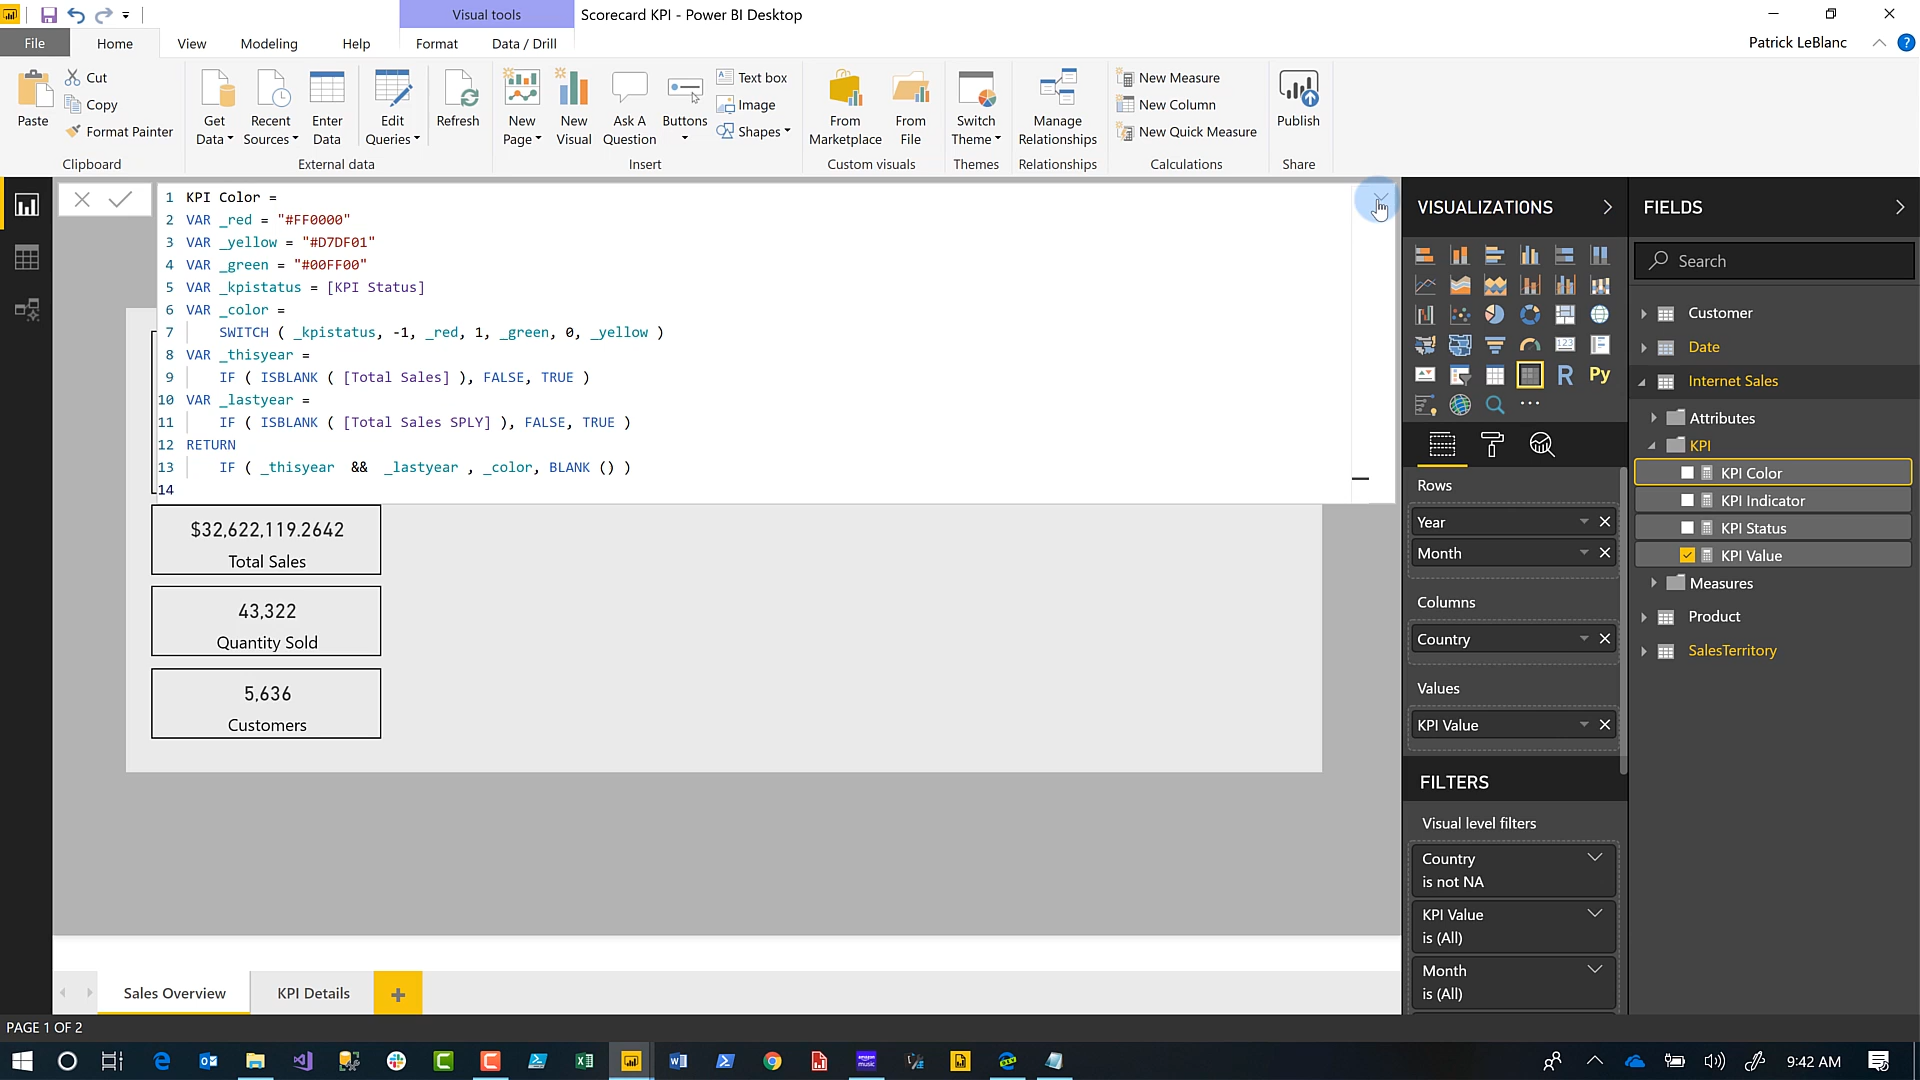 Visual tools
Scorecard KPI - Power BI Desktop
File
Home
View
Modeling
Help
Format
Data / Drill
Patrick LeBlanc
?
Paste
Cut
Copy
Format Painter
Clipboard
Get Data
Recent Sources
Enter Data
Edit Queries
Refresh
External data
New Page
New Visual
Ask A Question
Buttons
Text box
Image
Shapes
Insert
From Marketplace
From File
Custom visuals
Switch Theme
Themes
Manage Relationships
Relationships
New Measure
New Column
New Quick Measure
Calculations
Publish
Share
1 KPI Color =
2 VAR _red = "#FF0000"
3 VAR _yellow = "#D7DF01"
4 VAR _green = "#00FF00"
5 VAR _kpistatus = [KPI Status]
6 VAR _color =
7 SWITCH ( _kpistatus, -1, _red, 1, _green, 0, _yellow )
8 VAR _thisyear =
9 IF ( ISBLANK ( [Total Sales] ), FALSE, TRUE )
10 VAR _lastyear =
11 IF ( ISBLANK ( [Total Sales SPLY] ), FALSE, TRUE )
12 RETURN
13 IF ( _thisyear && _lastyear , _color, BLANK () )
14
$32,622,119.2642
Total Sales
43,322
Quantity Sold
5,636
Customers
VISUALIZATIONS
123
R
Py
Rows
Year
Month
Columns
Country
Values
KPI Value
FILTERS
Visual level filters
Country
is not NA
KPI Value
is (All)
Month
is (All)
FIELDS
Search
Customer
Date
Internet Sales
Attributes
KPI
KPI Color
KPI Indicator
KPI Status
KPI Value
Measures
Product
SalesTerritory
Sales Overview
KPI Details
+
PAGE 1 OF 2
9:42 AM